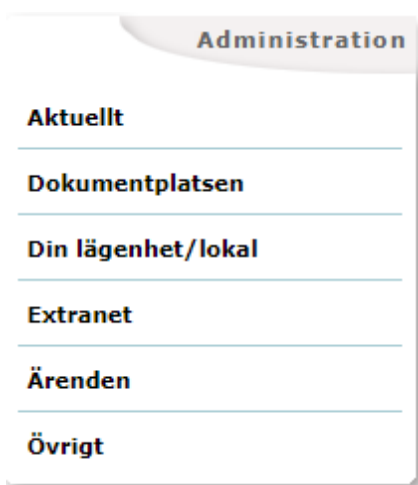 Administration
Aktuellt
Dokumentplatsen
Din lägenhet/lokal
Extranet
Ärenden
Övrigt